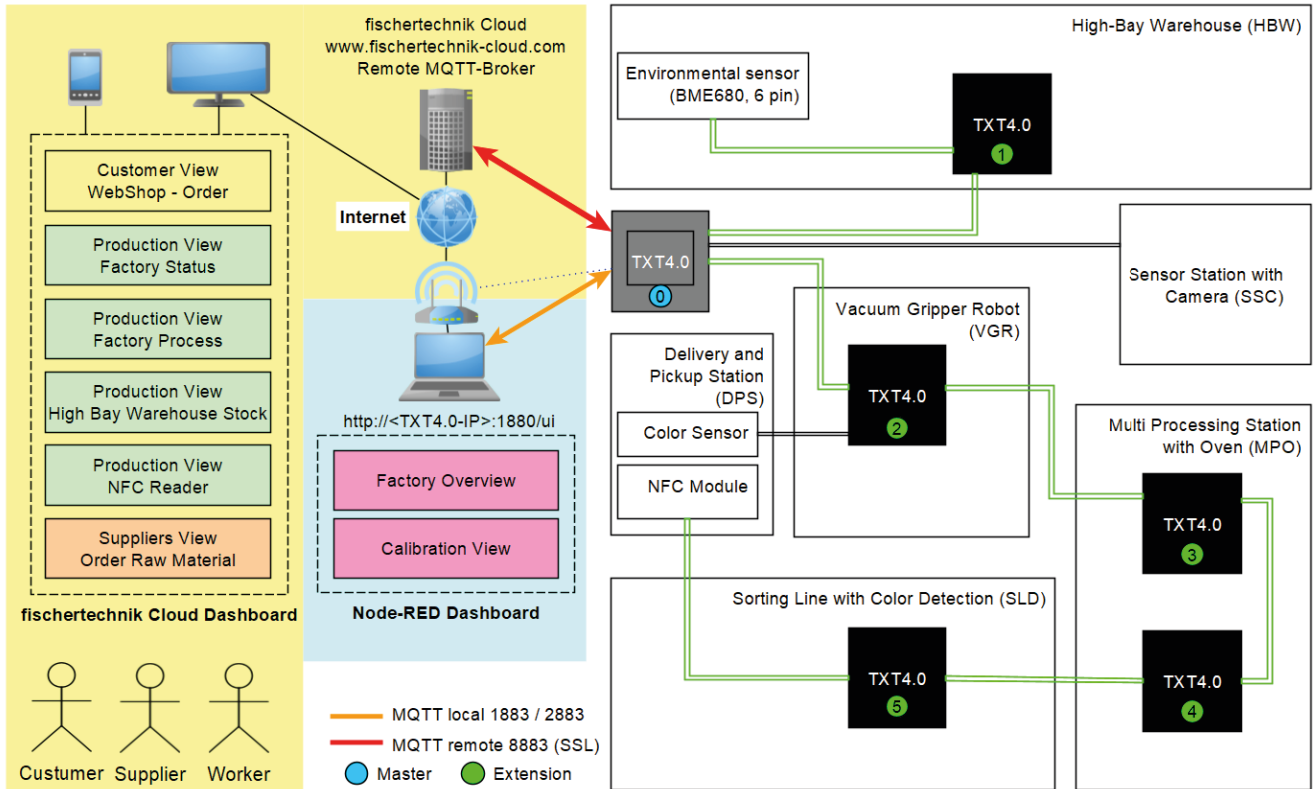 fischertechnik Cloud
www.fischertechnik-cloud.com
Remote MQTT-Broker
Internet
Customer View
WebShop - Order
Production View
Factory Status
Production View
Factory Process
Production View
High Bay Warehouse Stock
Production View
NFC Reader
Suppliers View
Order Raw Material
fischertechnik Cloud Dashboard
Custumer
Supplier
Worker
http://<TXT4.0-IP>:1880/ui
Factory Overview
Calibration View
Node-RED Dashboard
MQTT local 1883 / 2883
MQTT remote 8883 (SSL)
Master
Extension
High-Bay Warehouse (HBW)
Environmental sensor
(BME680, 6 pin)
TXT4.0
1
TXT4.0
0
Sensor Station with
Camera (SSC)
Vacuum Gripper Robot
(VGR)
TXT4.0
2
Delivery and
Pickup Station
(DPS)
Color Sensor
NFC Module
Multi Processing Station
with Oven (MPO)
TXT4.0
3
TXT4.0
4
Sorting Line with Color Detection (SLD)
TXT4.0
5